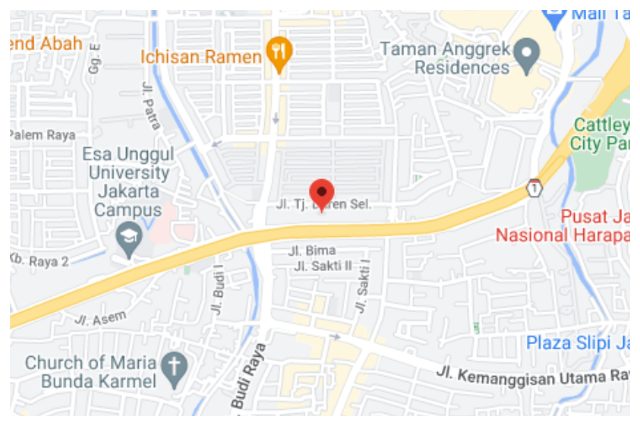 Mall Ta
end Abah
Gg. E
Ichisan Ramen
Taman Anggrek
Residences
Jl. Patra
Palem Raya
Cattley
City Par
Esa Unggul
University
Jakarta
Campus
1
Jl. Tj. Duren Sel.
Pusat Ja
Nasional Harapa
Kb. Raya 2
Jl. Bima
Jl. Sakti II
Jl. Budi I
Jl. Sakti I
Jl. Asem
Plaza Slipi Ja
Church of Maria
Bunda Karmel
Budi Raya
Jl. Kemanggisan Utama Ray